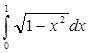 ∫₀¹ √(1 − x²) dx